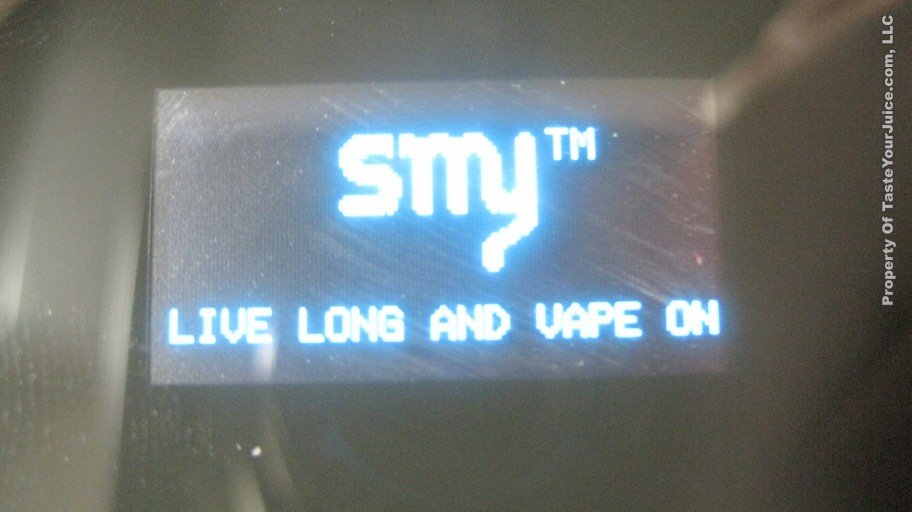 smy™
LIVE LONG AND VAPE ON
Property Of TasteYourJuice.com, LLC